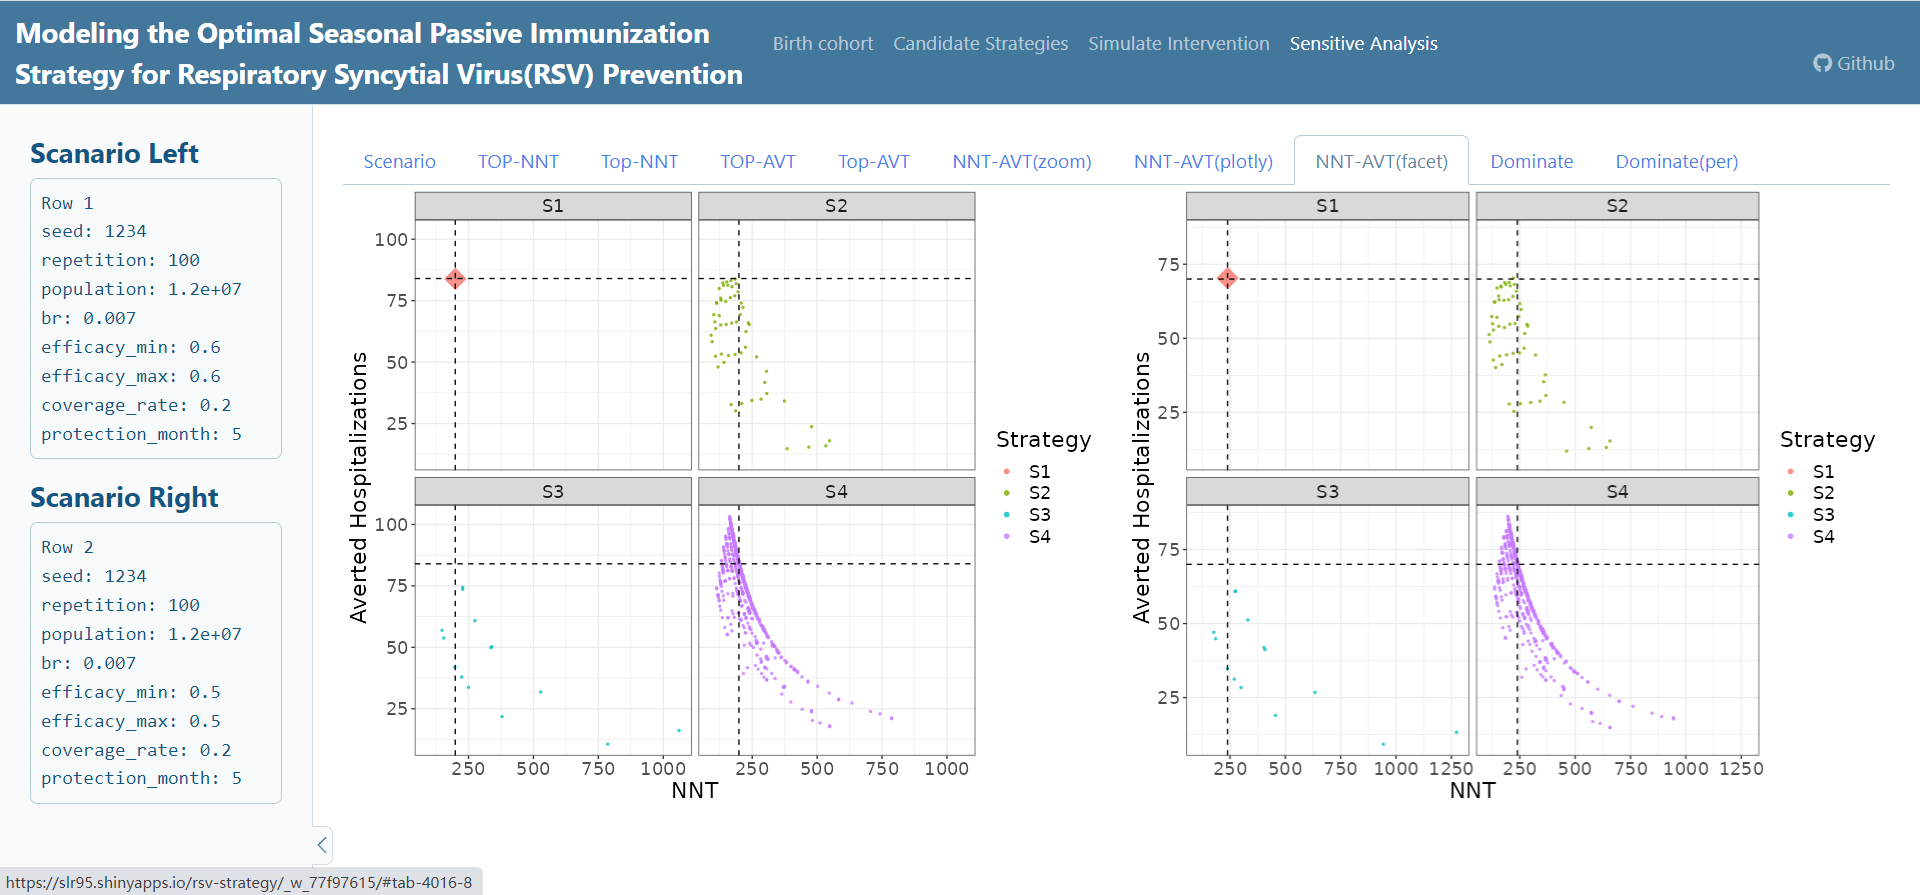 Modeling the Optimal Seasonal Passive Immunization
Strategy for Respiratory Syncytial Virus(RSV) Prevention
Birth cohort
Candidate Strategies
Simulate Intervention
Sensitive Analysis
Github
Scanario Left
Row 1
seed: 1234
repetition: 100
population: 1.2e+07
br: 0.007
efficacy_min: 0.6
efficacy_max: 0.6
coverage_rate: 0.2
protection_month: 5
Scanario Right
Row 2
seed: 1234
repetition: 100
population: 1.2e+07
br: 0.007
efficacy_min: 0.5
efficacy_max: 0.5
coverage_rate: 0.2
protection_month: 5
Scenario
TOP-NNT
Top-NNT
TOP-AVT
Top-AVT
NNT-AVT(zoom)
NNT-AVT(plotly)
NNT-AVT(facet)
Dominate
Dominate(per)
S1
S2
100
75
50
25
S3
S4
100
75
50
25
250 500 750 1000
250 500 750 1000
NNT
Averted Hospitalizations
Strategy
S1
S2
S3
S4
S1
S2
75
50
25
S3
S4
75
50
25
250 500 750 1000 1250
250 500 750 1000 1250
NNT
Averted Hospitalizations
Strategy
S1
S2
S3
S4
https://slr95.shinyapps.io/rsv-strategy/_w_77f97615/#tab-4016-8